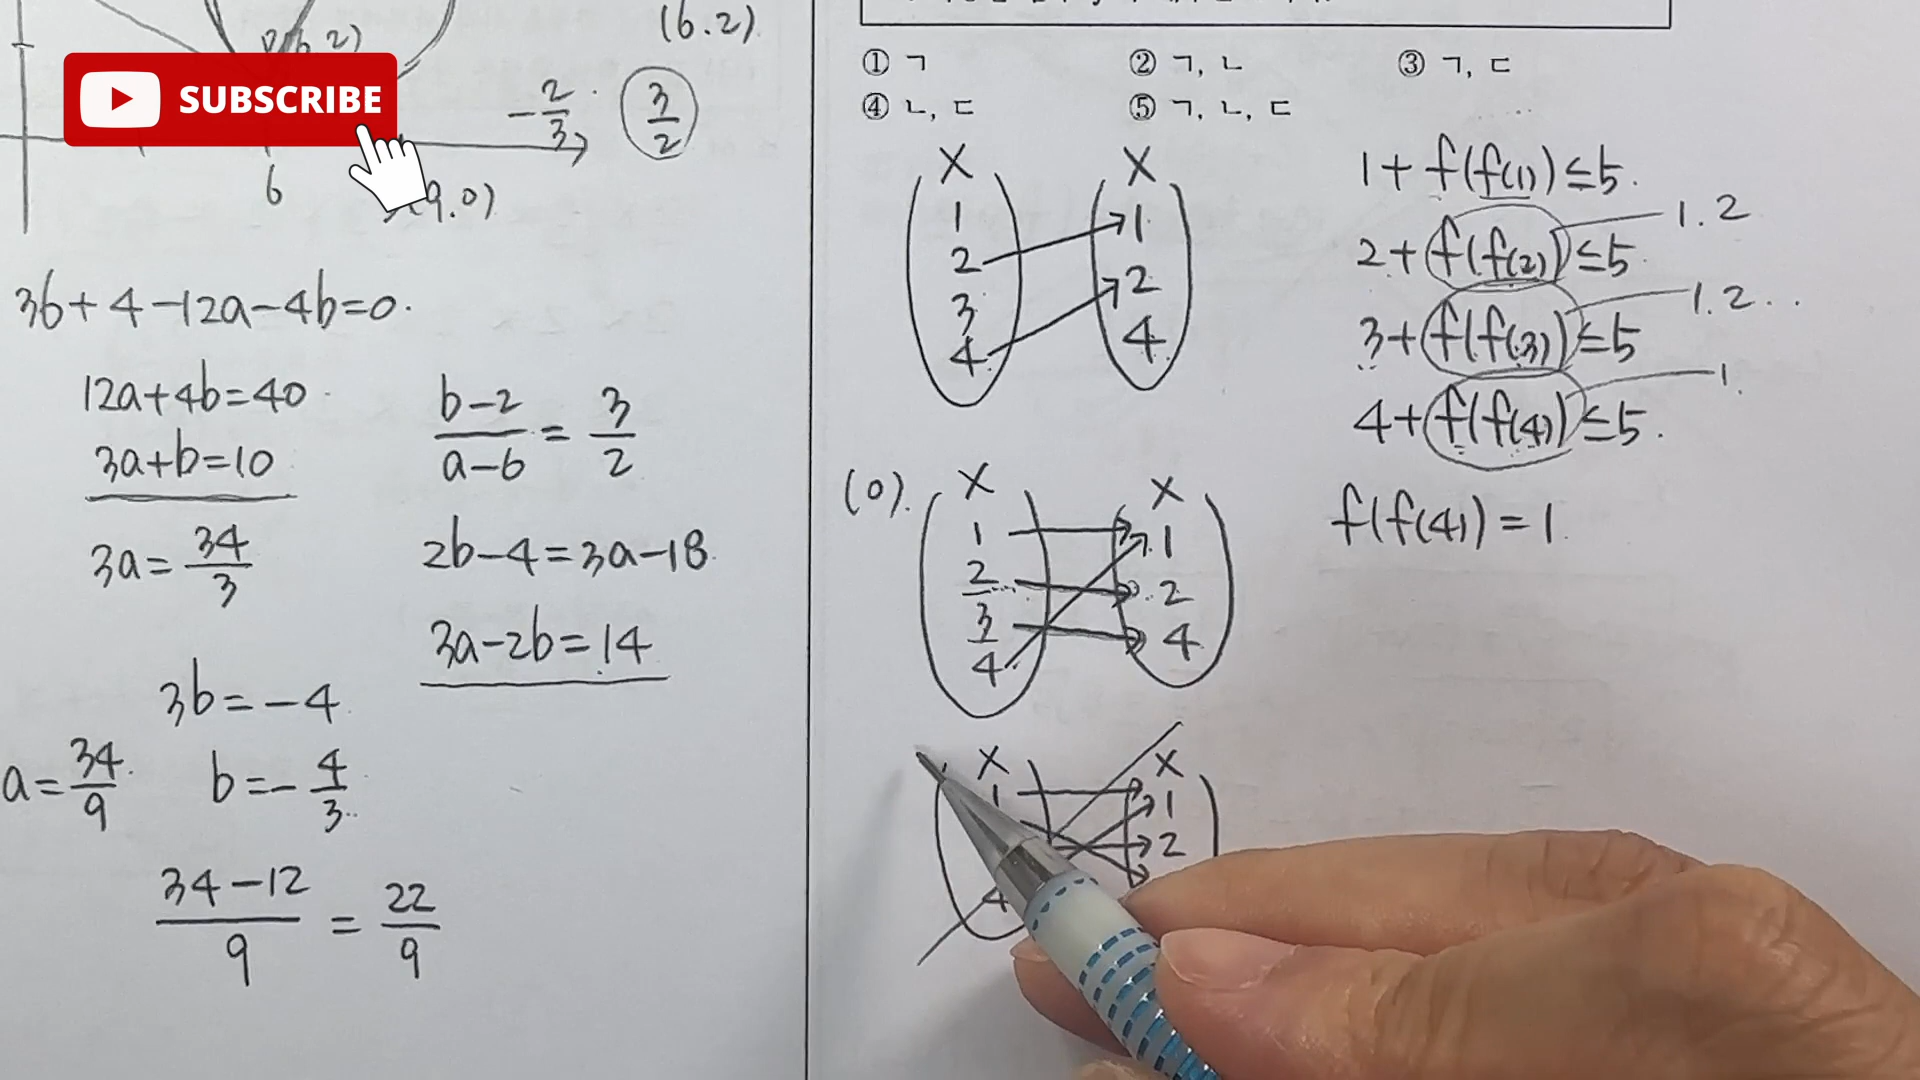 (6.2)
SUBSCRIBE
-2/3 · 3/2
6
(9.0)
3b+4-12a-4b=0.
12a+4b=40
3a+b=10
3a=34/3
3b=-4
a=34/9 b=-4/3
(34-12)/9 = 22/9
(b-2)/(a-6) = 3/2
2b-4=3a-18
3a-2b=14
① ㄱ ② ㄱ, ㄴ ③ ㄱ, ㄷ
④ ㄴ, ㄷ ⑤ ㄱ, ㄴ, ㄷ
X X
1 1
2 2
3 4
4
1+f(f(1))≤5.
2+f(f(2))≤5 1.2
3+f(f(3))≤5 1.2..
4+f(f(4))≤5. 1.
f(f(4))=1
(0).
X X
1 1
2 2
3 4
4
X X
1 1
2
4